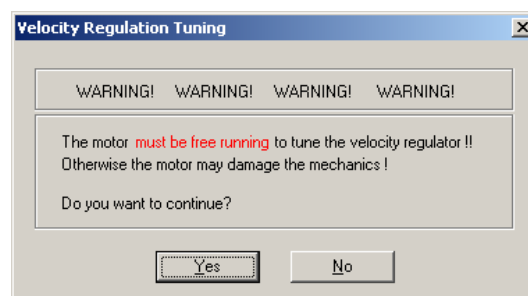 Velocity Regulation Tuning
WARNING! WARNING! WARNING! WARNING!
The motor must be free running to tune the velocity regulator !!
Otherwise the motor may damage the mechanics !
Do you want to continue?
Yes No